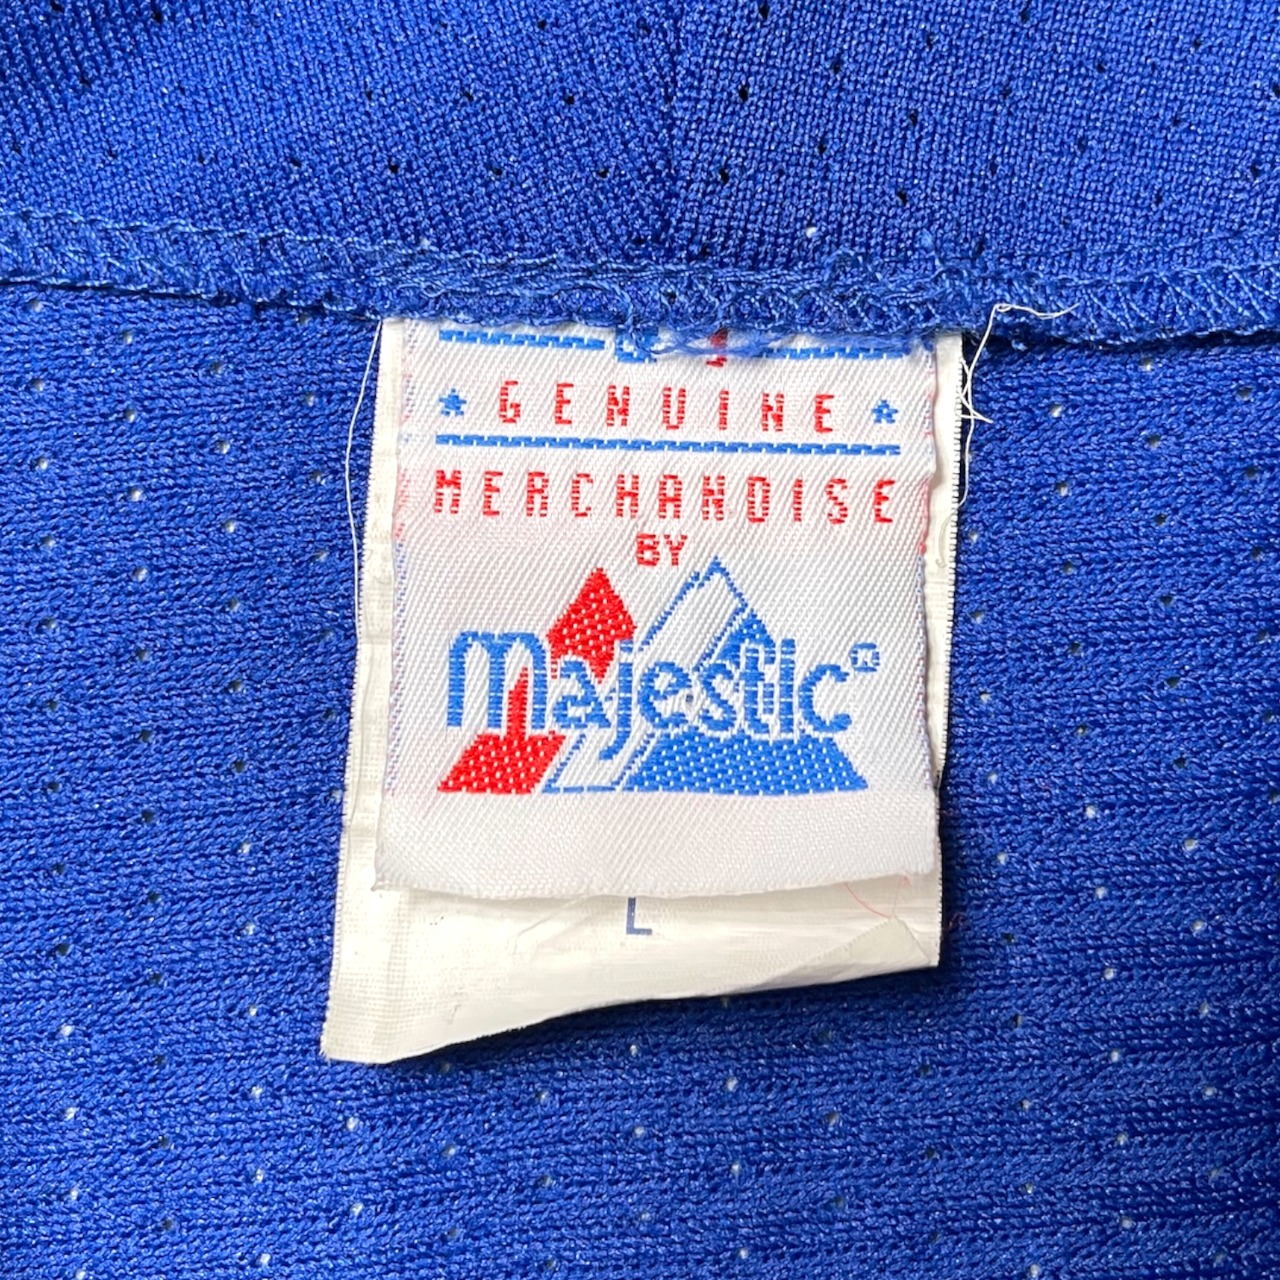 GENUINE
MERCHANDISE
BY
majestic®
L